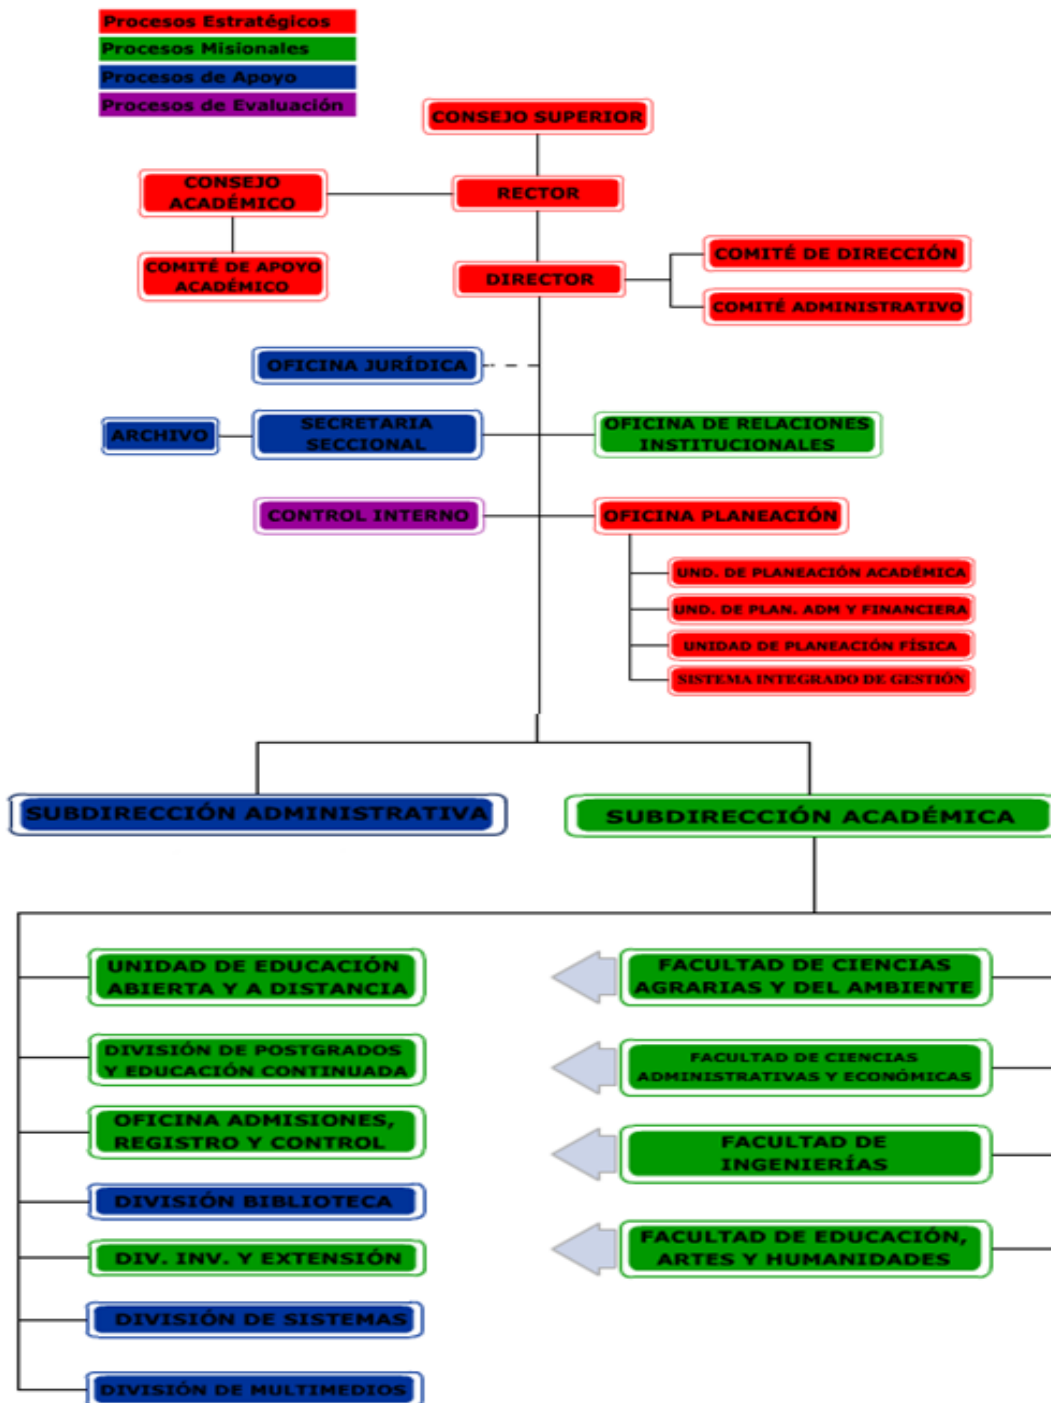 Procesos Estratégicos
Procesos Misionales
Procesos de Apoyo
Procesos de Evaluación
CONSEJO SUPERIOR
CONSEJO
ACADÉMICO
RECTOR
COMITÉ DE APOYO
ACADÉMICO
DIRECTOR
COMITÉ DE DIRECCIÓN
COMITÉ ADMINISTRATIVO
OFICINA JURÍDICA
ARCHIVO
SECRETARIA
SECCIONAL
OFICINA DE RELACIONES
INSTITUCIONALES
CONTROL INTERNO
OFICINA PLANEACIÓN
UND. DE PLANEACIÓN ACADÉMICA
UND. DE PLAN. ADM Y FINANCIERA
UNIDAD DE PLANEACIÓN FÍSICA
SISTEMA INTEGRADO DE GESTIÓN
SUBDIRECCIÓN ADMINISTRATIVA
SUBDIRECCIÓN ACADÉMICA
UNIDAD DE EDUCACIÓN
ABIERTA Y A DISTANCIA
DIVISIÓN DE POSTGRADOS
Y EDUCACIÓN CONTINUADA
OFICINA ADMISIONES,
REGISTRO Y CONTROL
DIVISIÓN BIBLIOTECA
DIV. INV. Y EXTENSIÓN
DIVISIÓN DE SISTEMAS
DIVISIÓN DE MULTIMEDIOS
FACULTAD DE CIENCIAS
AGRARIAS Y DEL AMBIENTE
FACULTAD DE CIENCIAS
ADMINISTRATIVAS Y ECONÓMICAS
FACULTAD DE
INGENIERÍAS
FACULTAD DE EDUCACIÓN,
ARTES Y HUMANIDADES